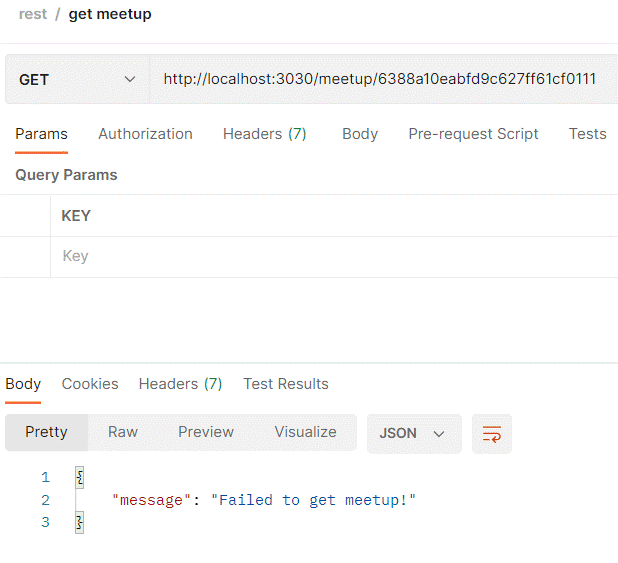 rest / get meetup
GET http://localhost:3030/meetup/6388a10eabfd9c627ff61cf0111
Params Authorization Headers (7) Body Pre-request Script Tests
Query Params
KEY
Key
Body Cookies Headers (7) Test Results
Pretty Raw Preview Visualize JSON
1 {
2 "message": "Failed to get meetup!"
3 }